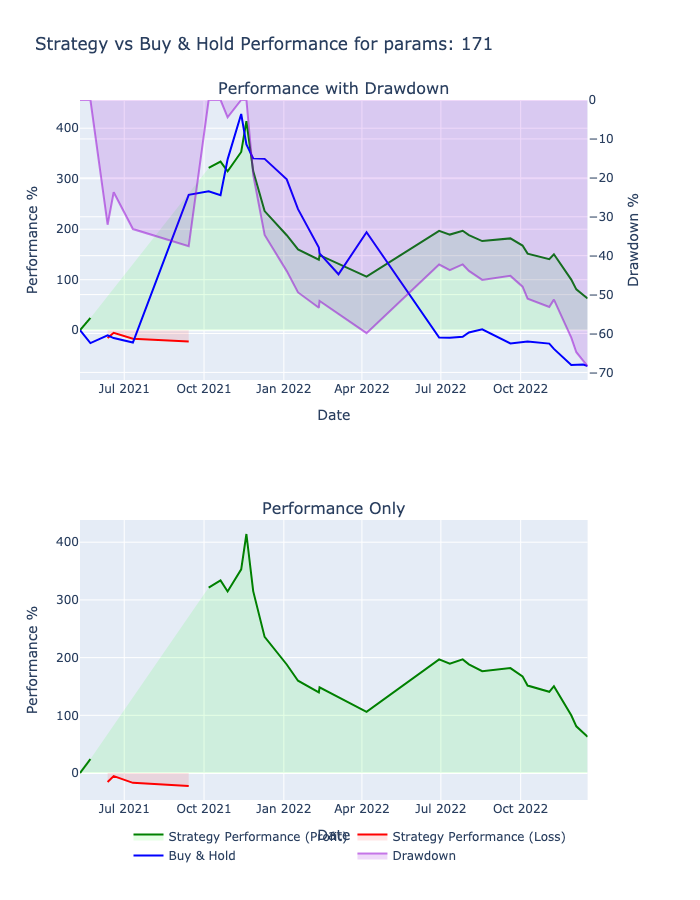 Strategy vs Buy & Hold Performance for params: 171
Performance with Drawdown
400
300
200
100
0
Performance %
0
−10
−20
−30
−40
−50
−60
−70
Drawdown %
Jul 2021 Oct 2021 Jan 2022 Apr 2022 Jul 2022 Oct 2022
Date
Performance Only
400
300
200
100
0
Performance %
Jul 2021 Oct 2021 Jan 2022 Apr 2022 Jul 2022 Oct 2022
Date
Strategy Performance (Profit) Strategy Performance (Loss)
Buy & Hold Drawdown